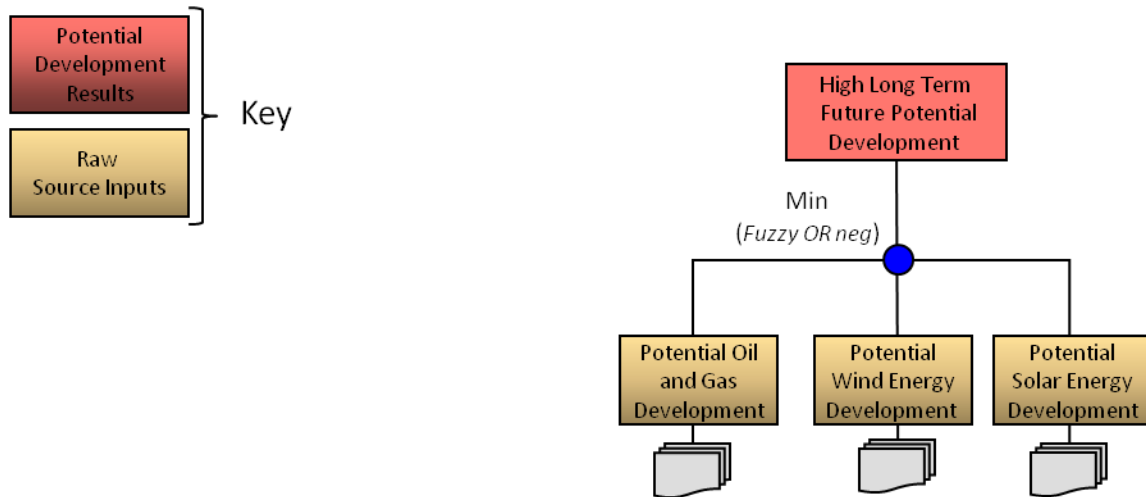 Potential
Development
Results
Key
Raw
Source Inputs
High Long Term
Future Potential
Development
Min
(Fuzzy OR neg)
Potential Oil
and Gas
Development
Potential
Wind Energy
Development
Potential
Solar Energy
Development